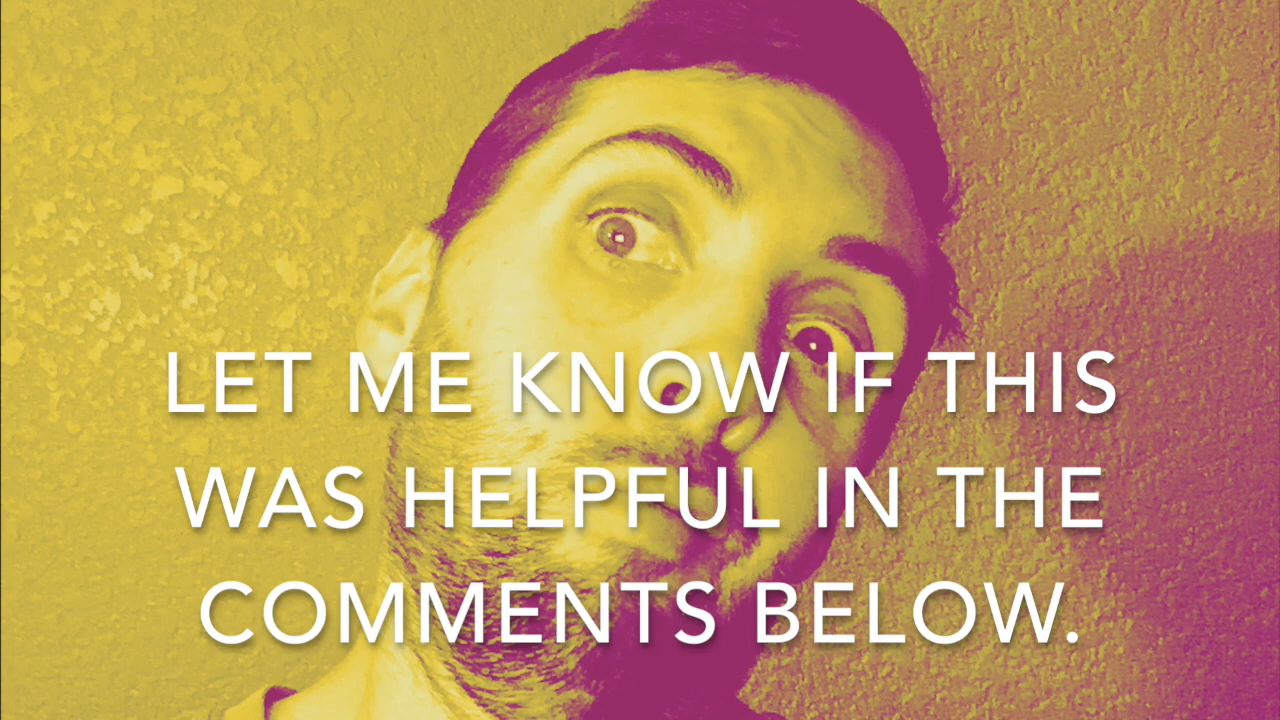 LET ME KNOW IF THIS
WAS HELPFUL IN THE
COMMENTS BELOW.